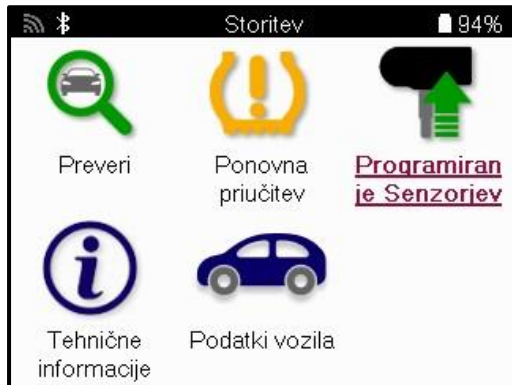 Storitev 94%
Preveri
Ponovna
priučitev
Programiran
je Senzorjev
Tehnične
informacije
Podatki vozila